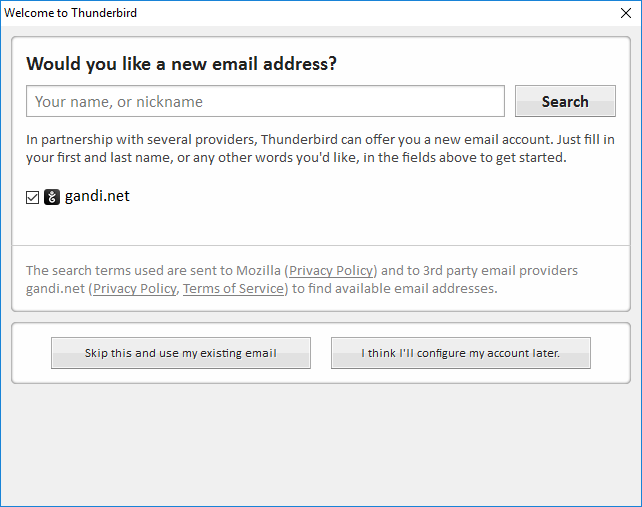 Welcome to Thunderbird
Would you like a new email address?
Your name, or nickname
Search
In partnership with several providers, Thunderbird can offer you a new email account. Just fill in
your first and last name, or any other words you'd like, in the fields above to get started.
gandi.net
The search terms used are sent to Mozilla (Privacy Policy) and to 3rd party email providers
gandi.net (Privacy Policy, Terms of Service) to find available email addresses.
Skip this and use my existing email
I think I'll configure my account later.